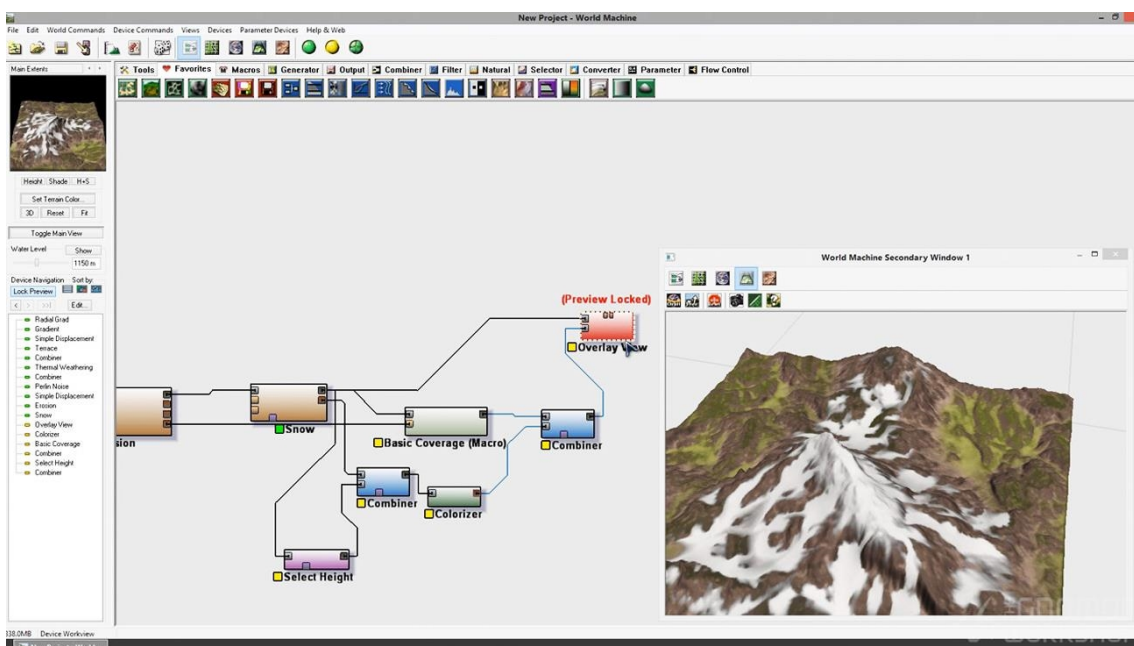 New Project - World Machine
File Edit World Commands Device Commands Views Devices Parameter Devices Help & Web
Main Extents
Tools Favorites Macros Generator Output Combiner Filter Natural Selector Converter Parameter Flow Control
Height Shade H+S
Set Terrain Color...
3D Reset Fit
Toggle Main View
Water Level Show
1150 m
Device Navigation Sort by:
Lock Preview
Edit...
Radial Grad
Gradient
Simple Displacement
Terrace
Combiner
Thermal Weathering
Combiner
Perlin Noise
Simple Displacement
Erosion
Snow
Overlay View
Colorizer
Basic Coverage
Combiner
Select Height
Combiner
World Machine Secondary Window 1
(Preview Locked)
Overlay View
sion
Snow
Basic Coverage (Macro)
Combiner
Combiner
Colorizer
Select Height
338.0MB Device Workview